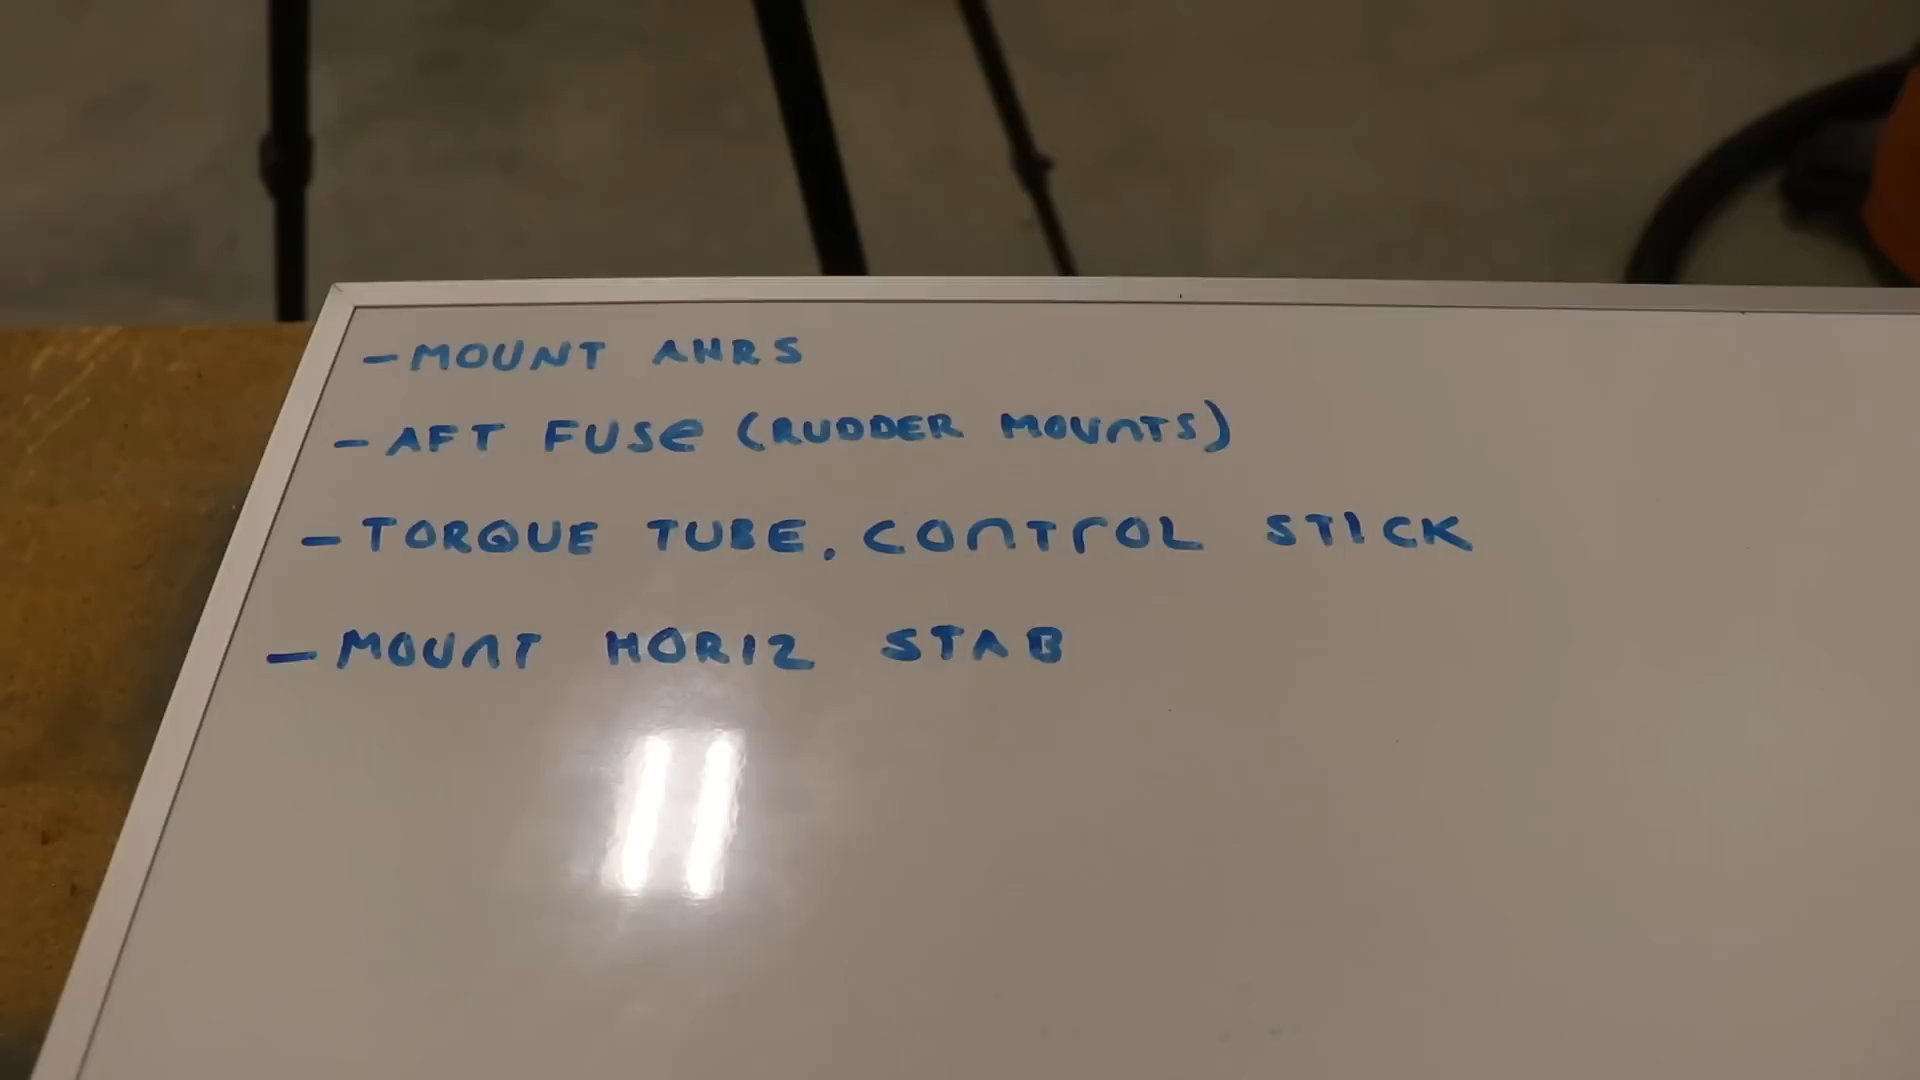 - MOUNT AHRS
- AFT FUSE (RUDDER MOUNTS)
- TORQUE TUBE, CONTROL STICK
- MOUNT HORIZ STAB